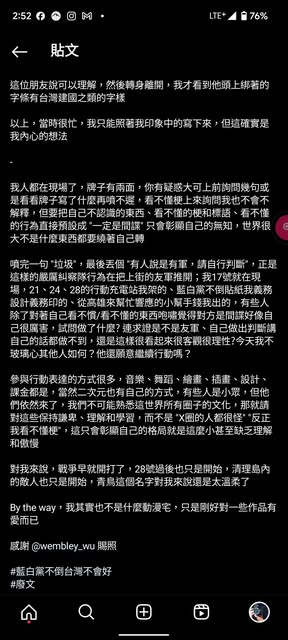 2:52
LTE+ 76%
貼文
這位朋友說可以理解，然後轉身離開，我才看到他頭上綁著的
字條有台灣建國之類的字樣
以上，當時很忙，我只能照著我印象中的寫下來，但這確實是
我內心的想法
-
我人都在現場了，牌子有兩面，你有疑惑大可上前詢問幾句或
是看看牌子寫了什麼再噴不遲，看不懂梗上來詢問我也不會不
解釋，但要把自己不認識的東西、看不懂的梗和標語、看不懂
的行為直接預設成 "一定是間諜" 只會彰顯自己的無知，世界很
大不是什麼東西都要繞著自己轉
噴完一句 "垃圾"，最後丟個 "有人說是有軍，請自行判斷"，正是
這樣的嚴厲糾察隊行為在把上街的友軍推開；我17號就在現
場，21、24、28的行動充電站我架的、藍白黨不倒貼紙我義務
設計義務印的、從高雄來幫忙響應的小幫手錢我出的，有些人
除了對著自己看不慣/看不懂的東西咆嘯覺得對方是間諜好像自
己很厲害，試問做了什麼? 連求證是不是友軍、自己做出判斷講
自己的話都做不到，還是這樣很看起來很客觀很理性?今天我不
玻璃心其他人如何？他還願意繼續行動嗎？
參與行動表達的方式很多，音樂、舞蹈、繪畫、插畫、設計、
課金都是，當然二次元也有自己的方式，有些人是小眾，但他
們依然來了，我們不可能熟悉這世界所有圈子的文化，那就請
對這些保持謙卑、理解和學習，而不是 "X圈的人都很怪" "反正
我看不懂梗"，這只會彰顯自己的格局就是這麼小甚至缺乏理解
和傲慢
對我來說，戰爭早就開打了，28號過後也只是開始，清理島內
的敵人也只是開始，青鳥這個名字對我來說還是太溫柔了
By the way，我其實也不是什麼動漫宅，只是剛好對一些作品有
愛而已
感謝 @wembley_wu 賜照
#藍白黨不倒台灣不會好
#廢文